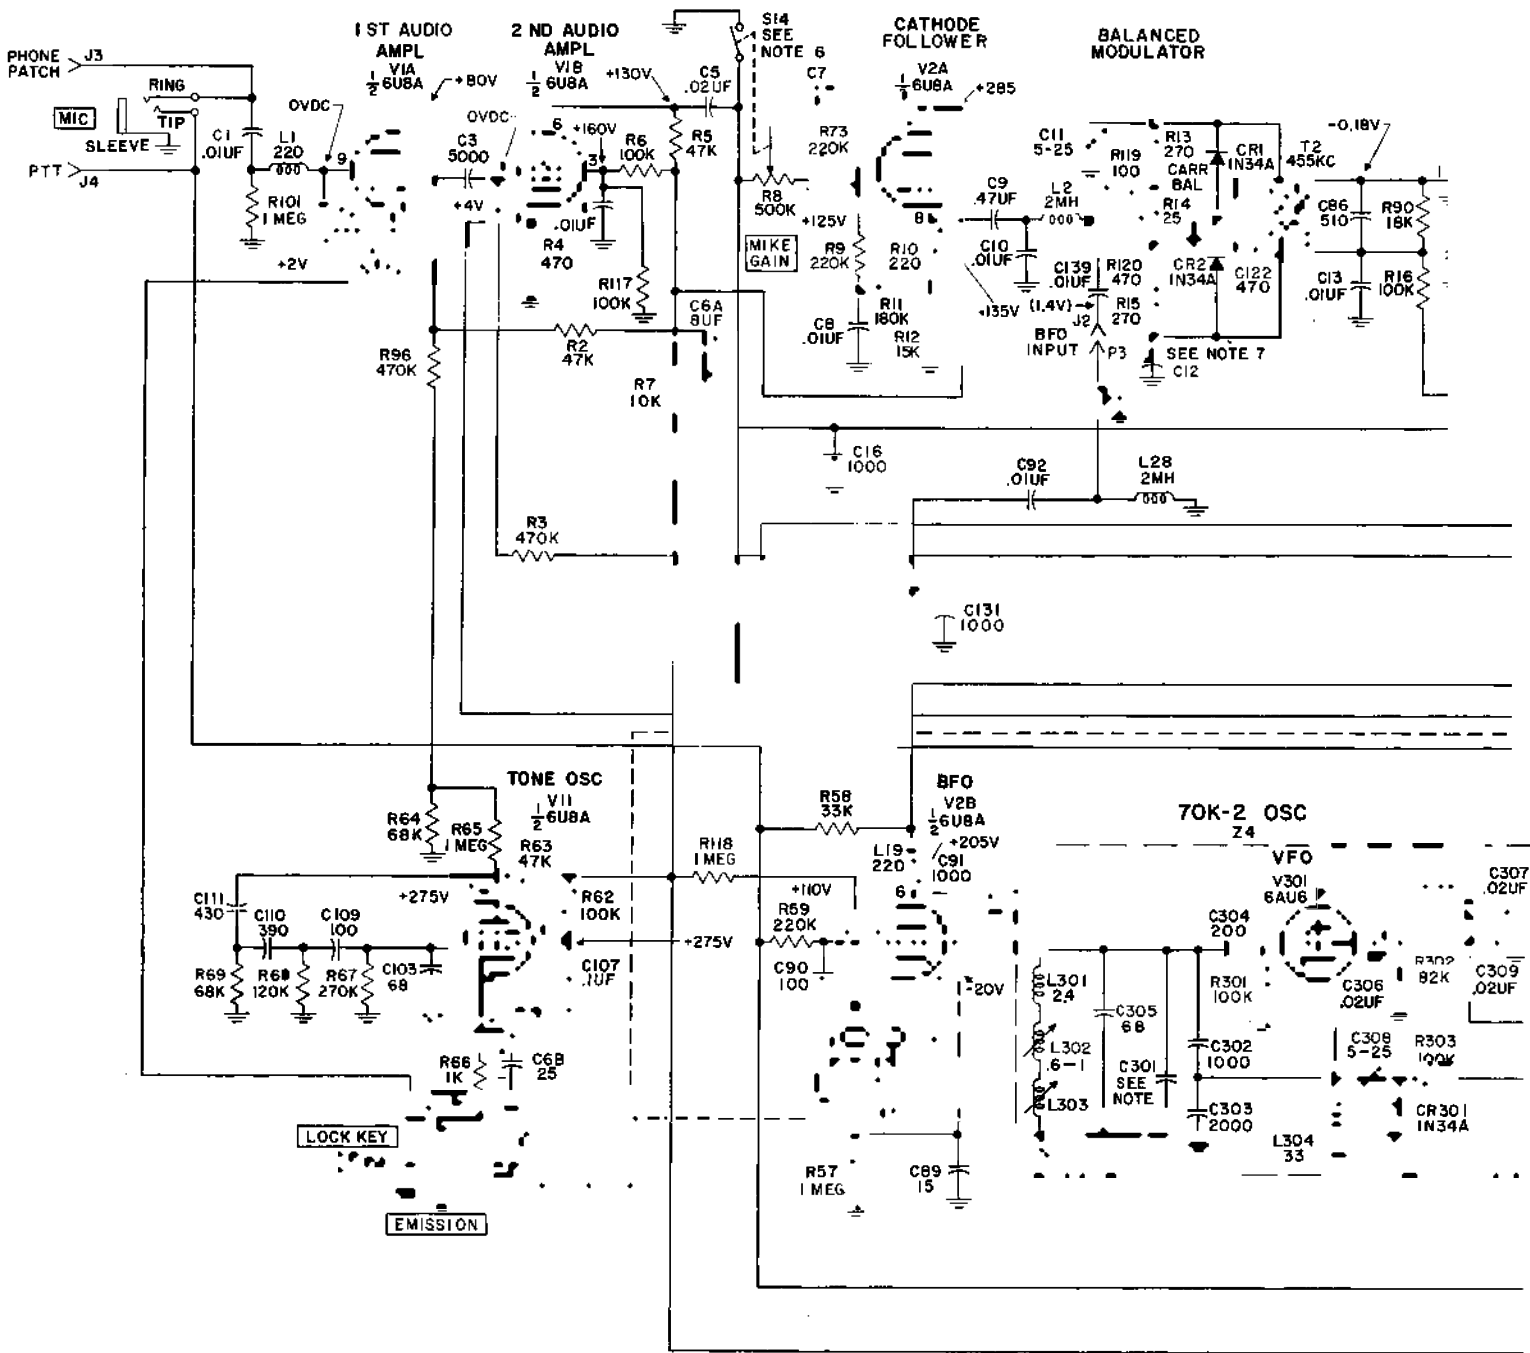 PHONE
PATCH
J3
RING
MIC
TIP
SLEEVE
PTT
J4
C1
.01UF
L1
220
R101
1 MEG
0VDC
1 ST AUDIO
AMPL
V1A
½ 6U8A
+80V
9
+2V
C3
5000
+4V
0VDC
2 ND AUDIO
AMPL
V1B
½ 6U8A
6
+160V
3
.01UF
R4
470
R6
100K
+130V
R5
47K
C5
.02UF
R117
100K
R2
47K
C6A
8UF
R7
10K
R96
470K
R3
470K
S14
SEE
NOTE 6
R8
500K
MIKE
GAIN
C7
CATHODE
FOLLOWER
V2A
½ 6U8A
+285
R73
220K
+125V
R9
220K
R10
220
8
C8
.01UF
R11
180K
R12
15K
+135V
C9
.47UF
C10
.01UF
L2
2MH
BALANCED
MODULATOR
C11
5-25
R119
100
R13
270
CARR
BAL
R14
25
CR1
1N34A
CR2
1N34A
C139
.01UF
R120
470
(1.4V)
R15
270
J2
BFO
INPUT
P3
SEE NOTE 7
C12
T2
455KC
C122
470
-0.18V
C86
510
R90
18K
C13
.01UF
R16
100K
C16
1000
C92
.01UF
L28
2MH
C131
1000
TONE OSC
V11
½ 6U8A
R64
68K
R65
1 MEG
R63
47K
+275V
R62
100K
+275V
C111
430
C110
390
C109
100
R69
68K
R68
120K
R67
270K
C103
68
C107
.1UF
R66
1K
C6B
25
LOCK KEY
EMISSION
R118
1 MEG
R58
33K
BFO
V2B
½ 6U8A
+205V
L19
220
C91
1000
+110V
6
R59
220K
C90
100
-20V
R57
1 MEG
C89
15
70K-2 OSC
Z4
VFO
V301
6AU6
L301
24
L302
.6-1
L303
C305
68
C301
SEE
NOTE
C304
200
R301
100K
C302
1000
C303
2000
C306
.02UF
C308
5-25
L304
33
R302
82K
R303
100K
CR301
1N34A
C307
.02UF
C309
.02UF